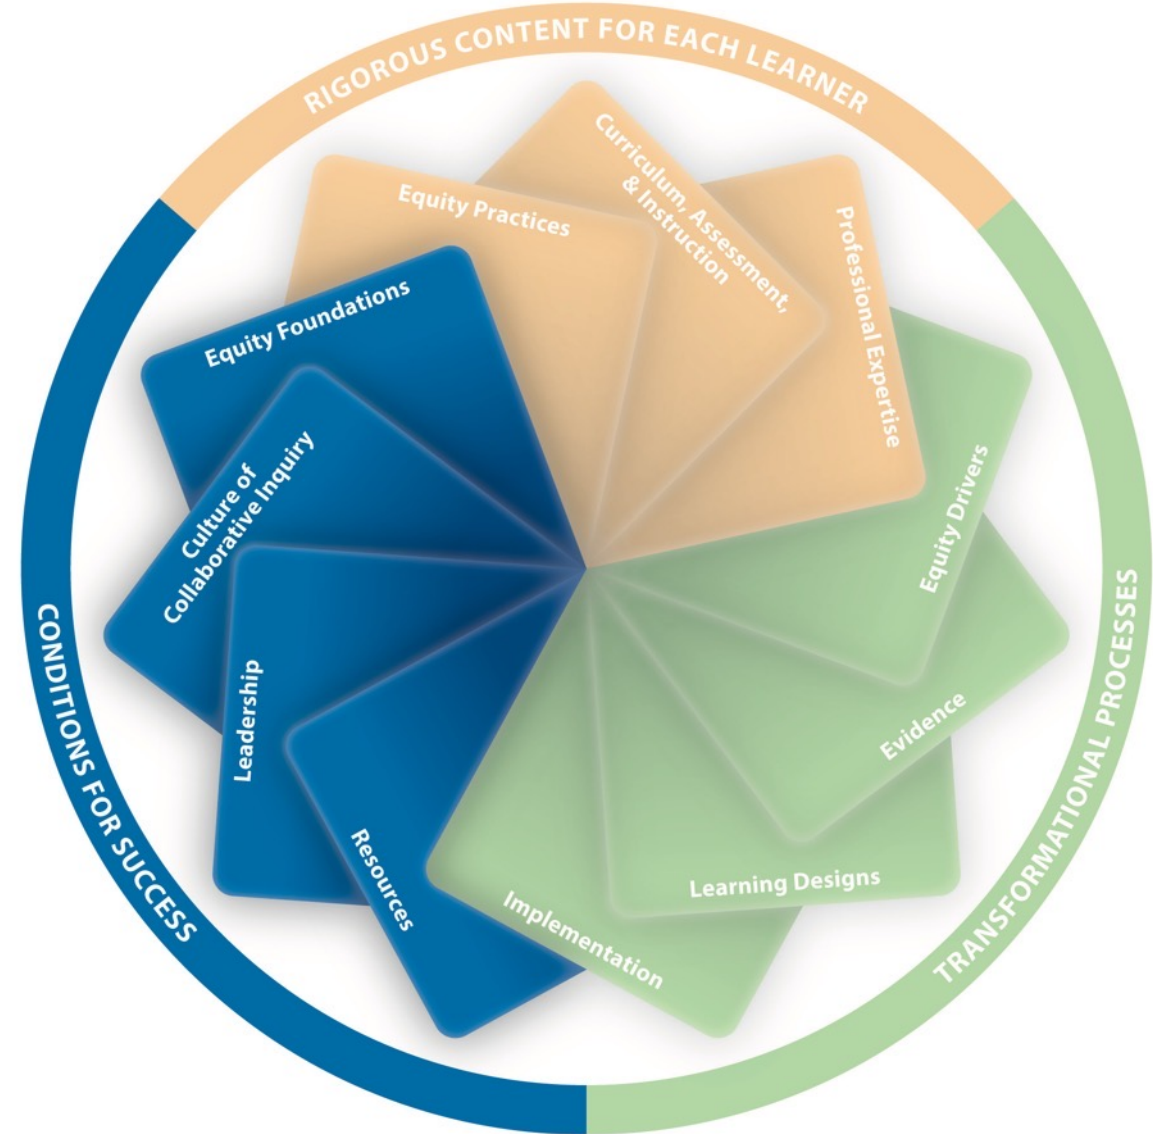 RIGOROUS CONTENT FOR EACH LEARNER
Equity Practices
Curriculum, Assessment,
& Instruction
Professional Expertise
TRANSFORMATIONAL PROCESSES
Equity Drivers
Evidence
Learning Designs
Implementation
CONDITIONS FOR SUCCESS
Equity Foundations
Culture of
Collaborative Inquiry
Leadership
Resources